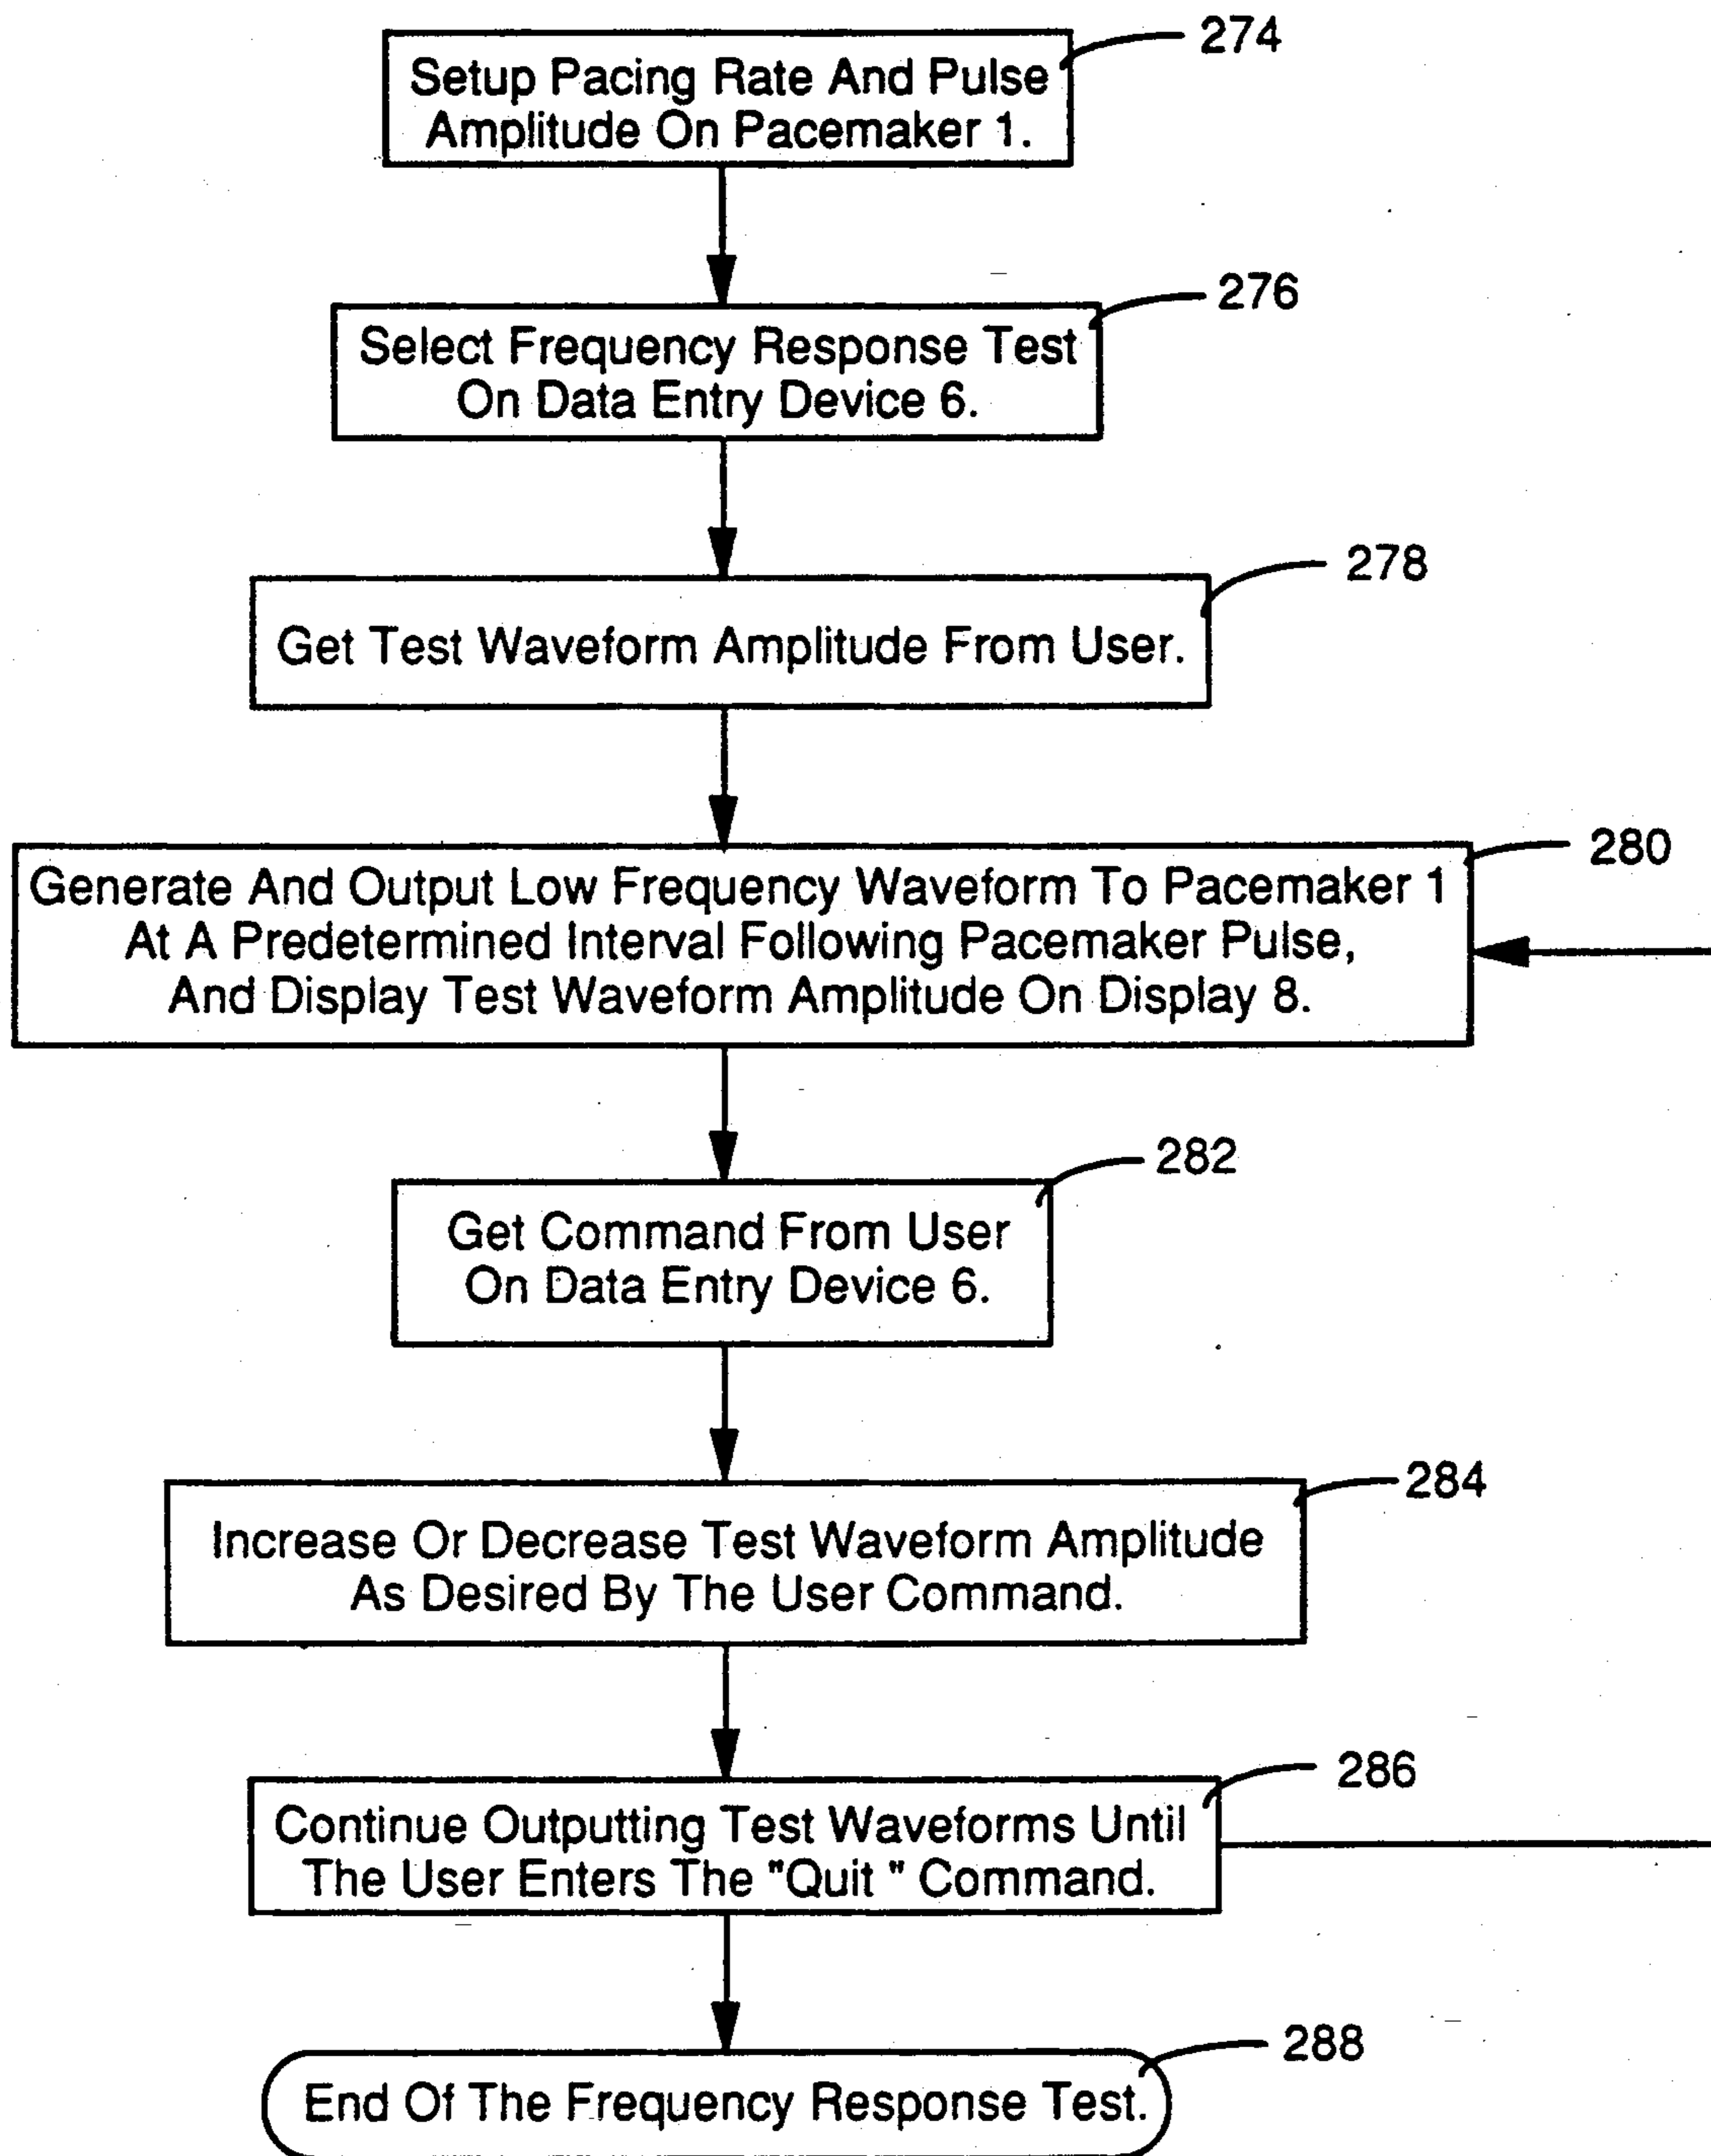 274
Setup Pacing Rate And Pulse
Amplitude On Pacemaker 1.
276
Select Frequency Response Test
On Data Entry Device 6.
278
Get Test Waveform Amplitude From User.
280
Generate And Output Low Frequency Waveform To Pacemaker 1
At A Predetermined Interval Following Pacemaker Pulse,
And Display Test Waveform Amplitude On Display 8.
282
Get Command From User
On Data Entry Device 6.
284
Increase Or Decrease Test Waveform Amplitude
As Desired By The User Command.
286
Continue Outputting Test Waveforms Until
The User Enters The "Quit " Command.
288
End Of The Frequency Response Test.